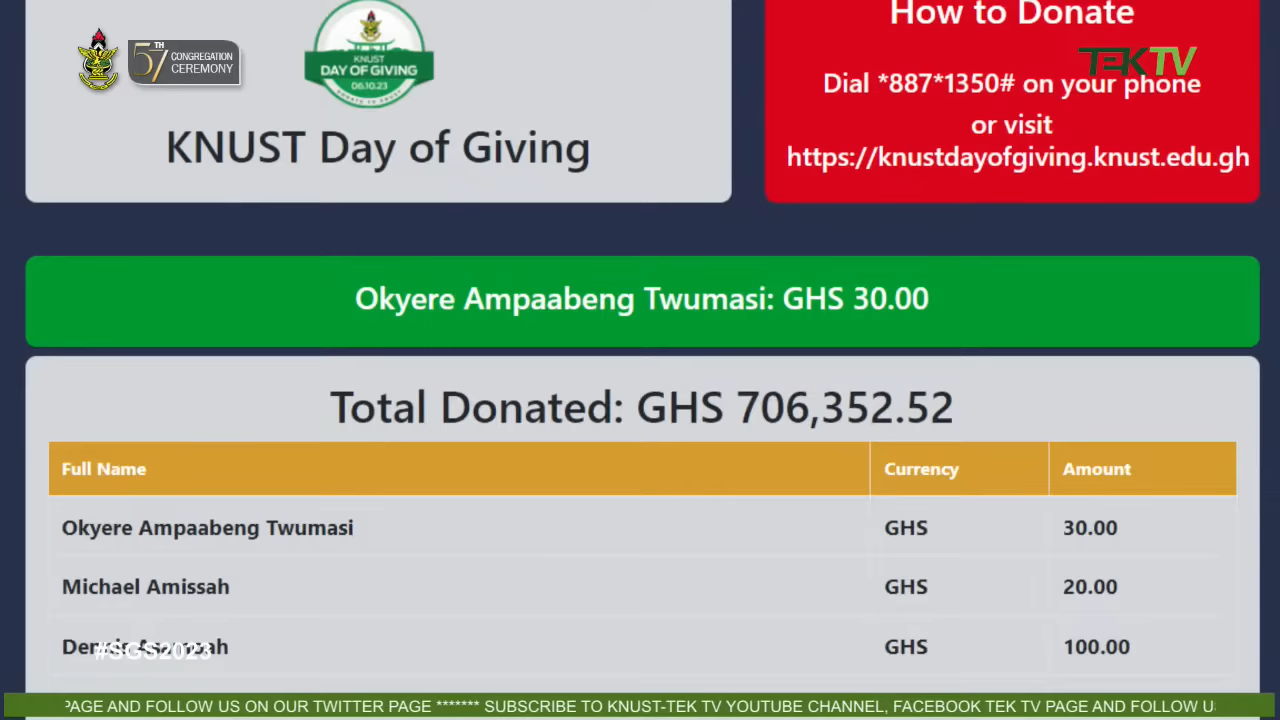 57TH CONGREGATION
CEREMONY
KNUST
DAY OF GIVING
06.10.23
KNUST Day of Giving
How to Donate
TEKTV
Dial *887*1350# on your phone
or visit
https://knustdayofgiving.knust.edu.gh
Okyere Ampaabeng Twumasi: GHS 30.00
Total Donated: GHS 706,352.52
Full Name Currency Amount
Okyere Ampaabeng Twumasi GHS 30.00
Michael Amissah GHS 20.00
GHS 100.00
#SGS2023
PAGE AND FOLLOW US ON OUR TWITTER PAGE ******* SUBSCRIBE TO KNUST-TEK TV YOUTUBE CHANNEL, FACEBOOK TEK TV PAGE AND FOLLOW U